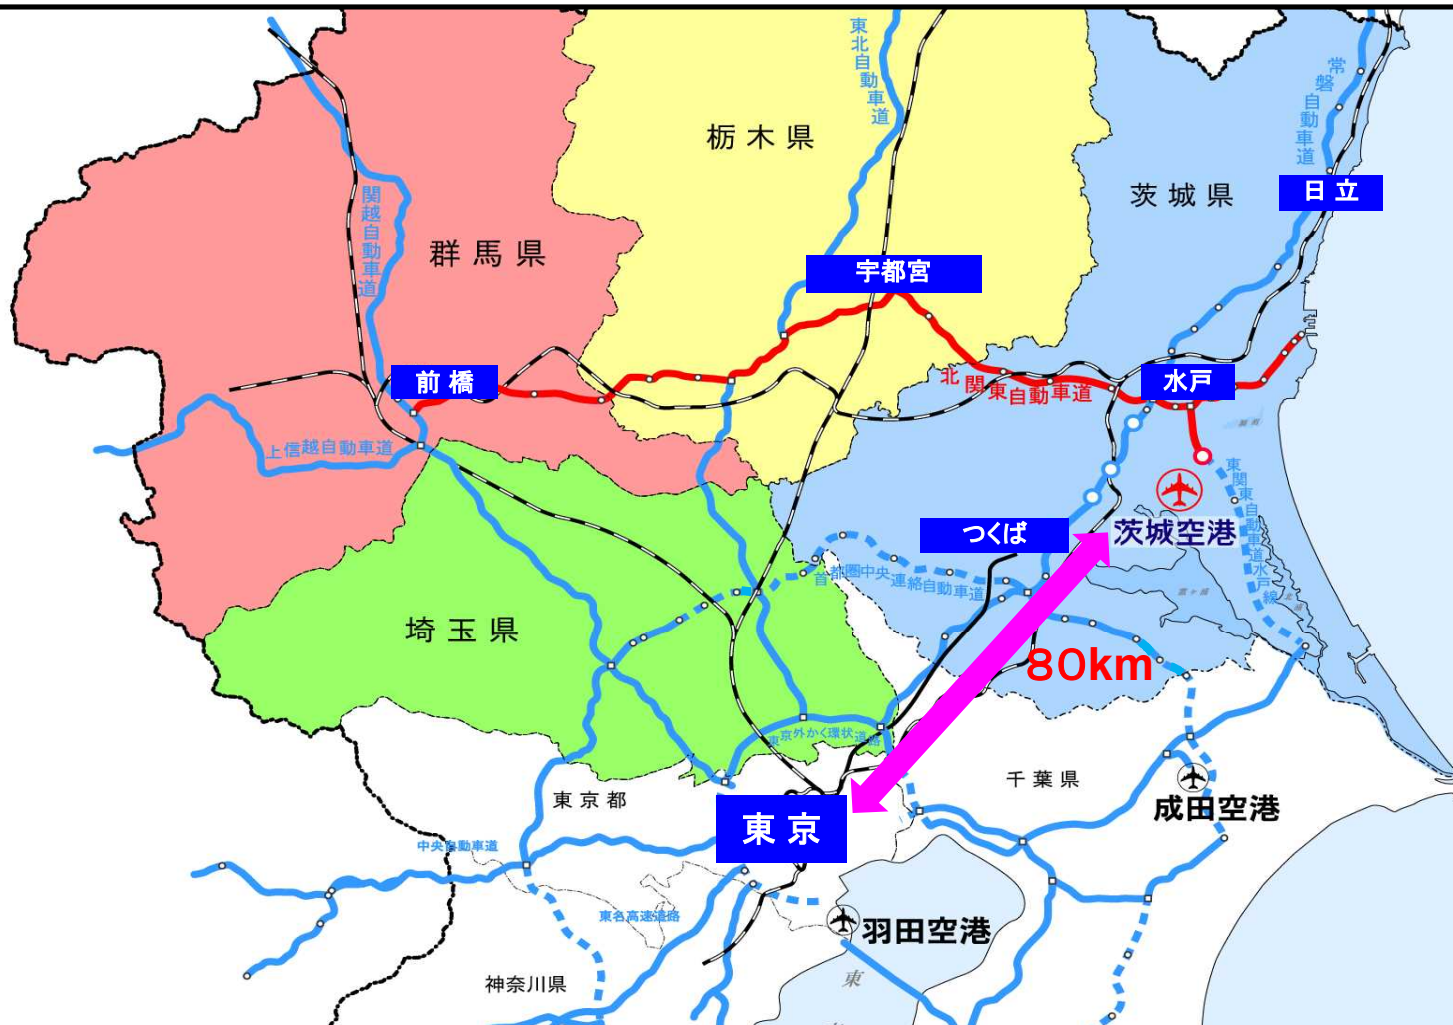 東北自動車道
常磐自動車道
栃木県
茨城県
日立
関越自動車道
群馬県
宇都宮
前橋
北関東自動車道
水戸
上信越自動車道
東関東自動車道水戸線
茨城空港
つくば
首都圏中央連絡自動車道
霞ヶ浦
北浦
埼玉県
80km
東京外かく環状道路
千葉県
東京都
成田空港
東京
中央自動車道
東名高速道路
羽田空港
神奈川県
東